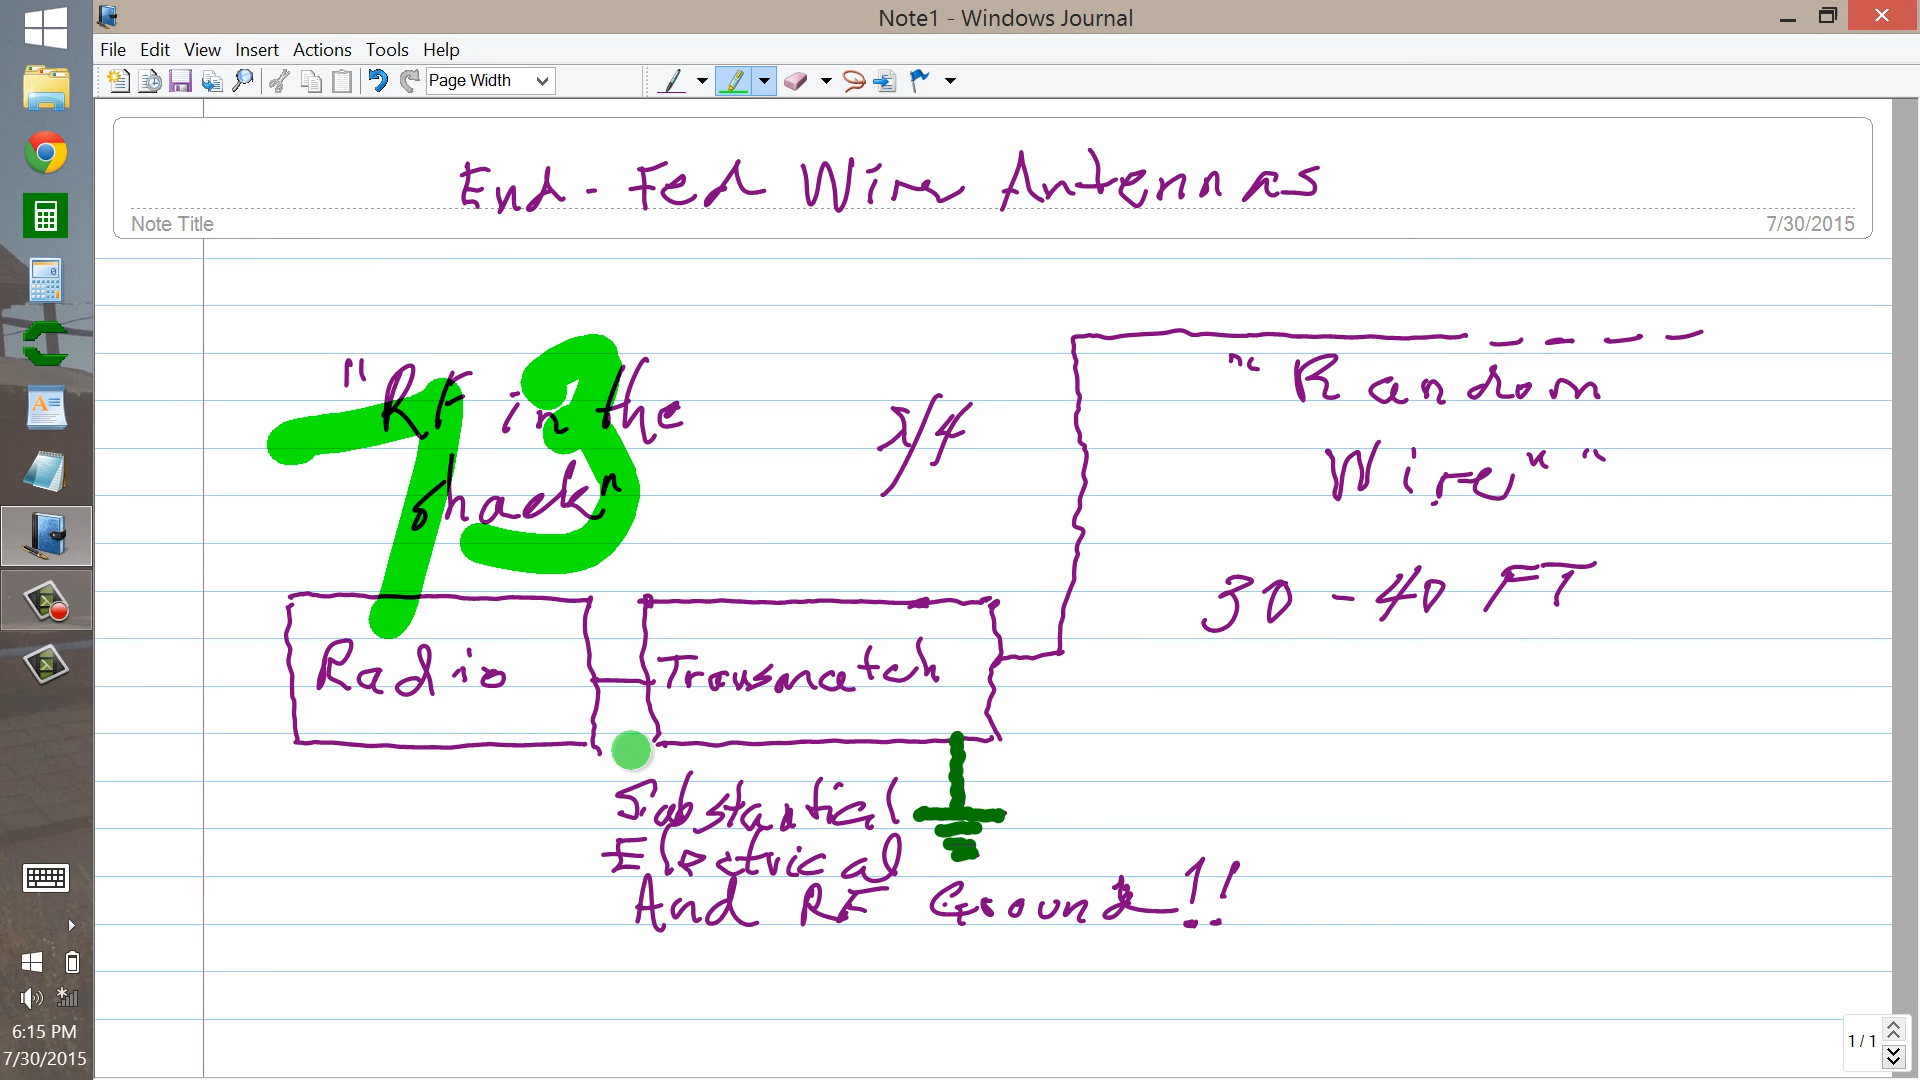 Note1 - Windows Journal
File Edit View Insert Actions Tools Help
Page Width
End-Fed Wire Antennas
Note Title
7/30/2015
73
"RF in the
Shack"
λ/4
"Random
Wire" "
30-40 FT
Radio
Transmatch
Substantial
Electrical
And RF Ground!!
6:15 PM
7/30/2015
1 / 1